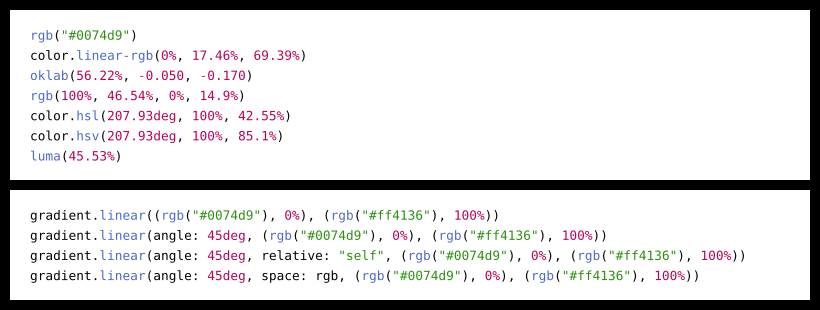 rgb("#0074d9")
color.linear-rgb(0%, 17.46%, 69.39%)
oklab(56.22%, -0.050, -0.170)
rgb(100%, 46.54%, 0%, 14.9%)
color.hsl(207.93deg, 100%, 42.55%)
color.hsv(207.93deg, 100%, 85.1%)
luma(45.53%)
gradient.linear((rgb("#0074d9"), 0%), (rgb("#ff4136"), 100%))
gradient.linear(angle: 45deg, (rgb("#0074d9"), 0%), (rgb("#ff4136"), 100%))
gradient.linear(angle: 45deg, relative: "self", (rgb("#0074d9"), 0%), (rgb("#ff4136"), 100%))
gradient.linear(angle: 45deg, space: rgb, (rgb("#0074d9"), 0%), (rgb("#ff4136"), 100%))